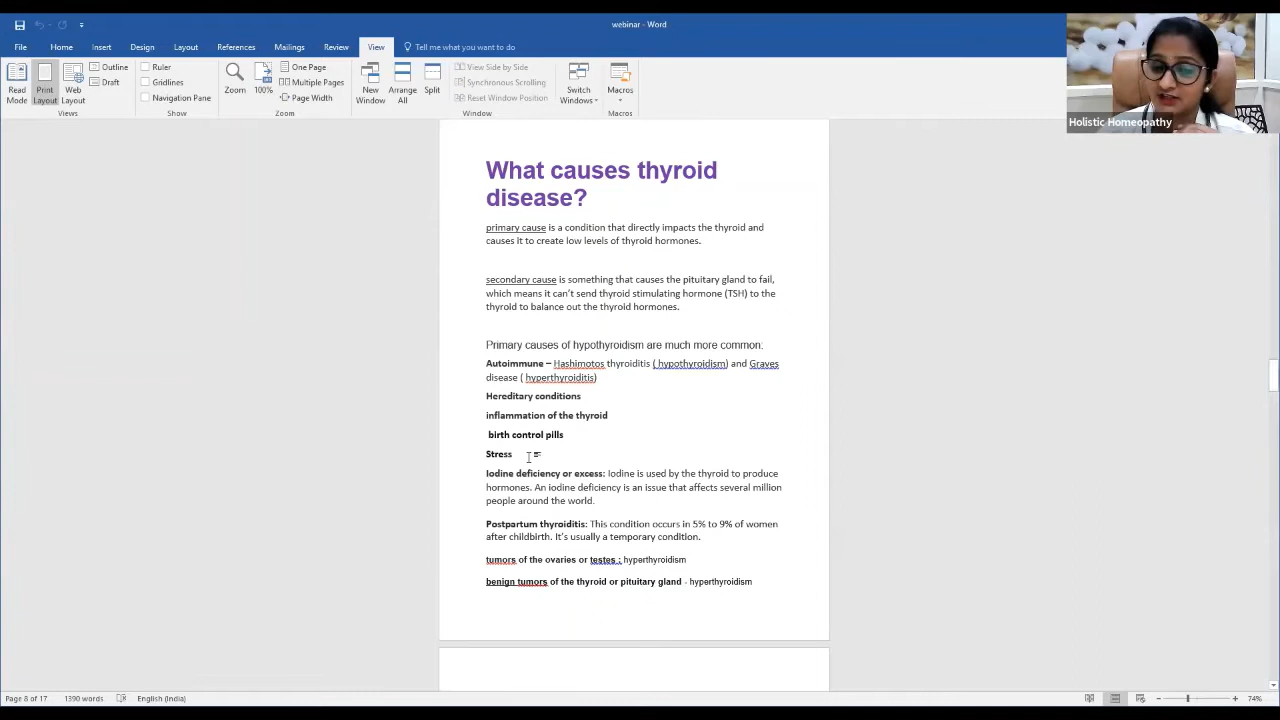 webinar - Word
File Home Insert Design Layout References Mailings Review View Tell me what you want to do
Read Mode
Print Layout
Web Layout
Outline
Draft
Views
Ruler
Gridlines
Navigation Pane
Show
Zoom
100%
One Page
Multiple Pages
Page Width
Zoom
New Window
Arrange All
Split
View Side by Side
Synchronous Scrolling
Reset Window Position
Window
Switch Windows
Macros
Macros
Holistic Homeopathy
What causes thyroid
disease?
primary cause is a condition that directly impacts the thyroid and
causes it to create low levels of thyroid hormones.
secondary cause is something that causes the pituitary gland to fail,
which means it can't send thyroid stimulating hormone (TSH) to the
thyroid to balance out the thyroid hormones.
Primary causes of hypothyroidism are much more common:
Autoimmune – Hashimotos thyroiditis ( hypothyroidism) and Graves
disease ( hyperthyroiditis)
Hereditary conditions
inflammation of the thyroid
birth control pills
Stress
Iodine deficiency or excess: Iodine is used by the thyroid to produce
hormones. An iodine deficiency is an issue that affects several million
people around the world.
Postpartum thyroiditis: This condition occurs in 5% to 9% of women
after childbirth. It's usually a temporary condition.
tumors of the ovaries or testes : hyperthyroidism
benign tumors of the thyroid or pituitary gland - hyperthyroidism
Page 8 of 17 1390 words English (India) 74%